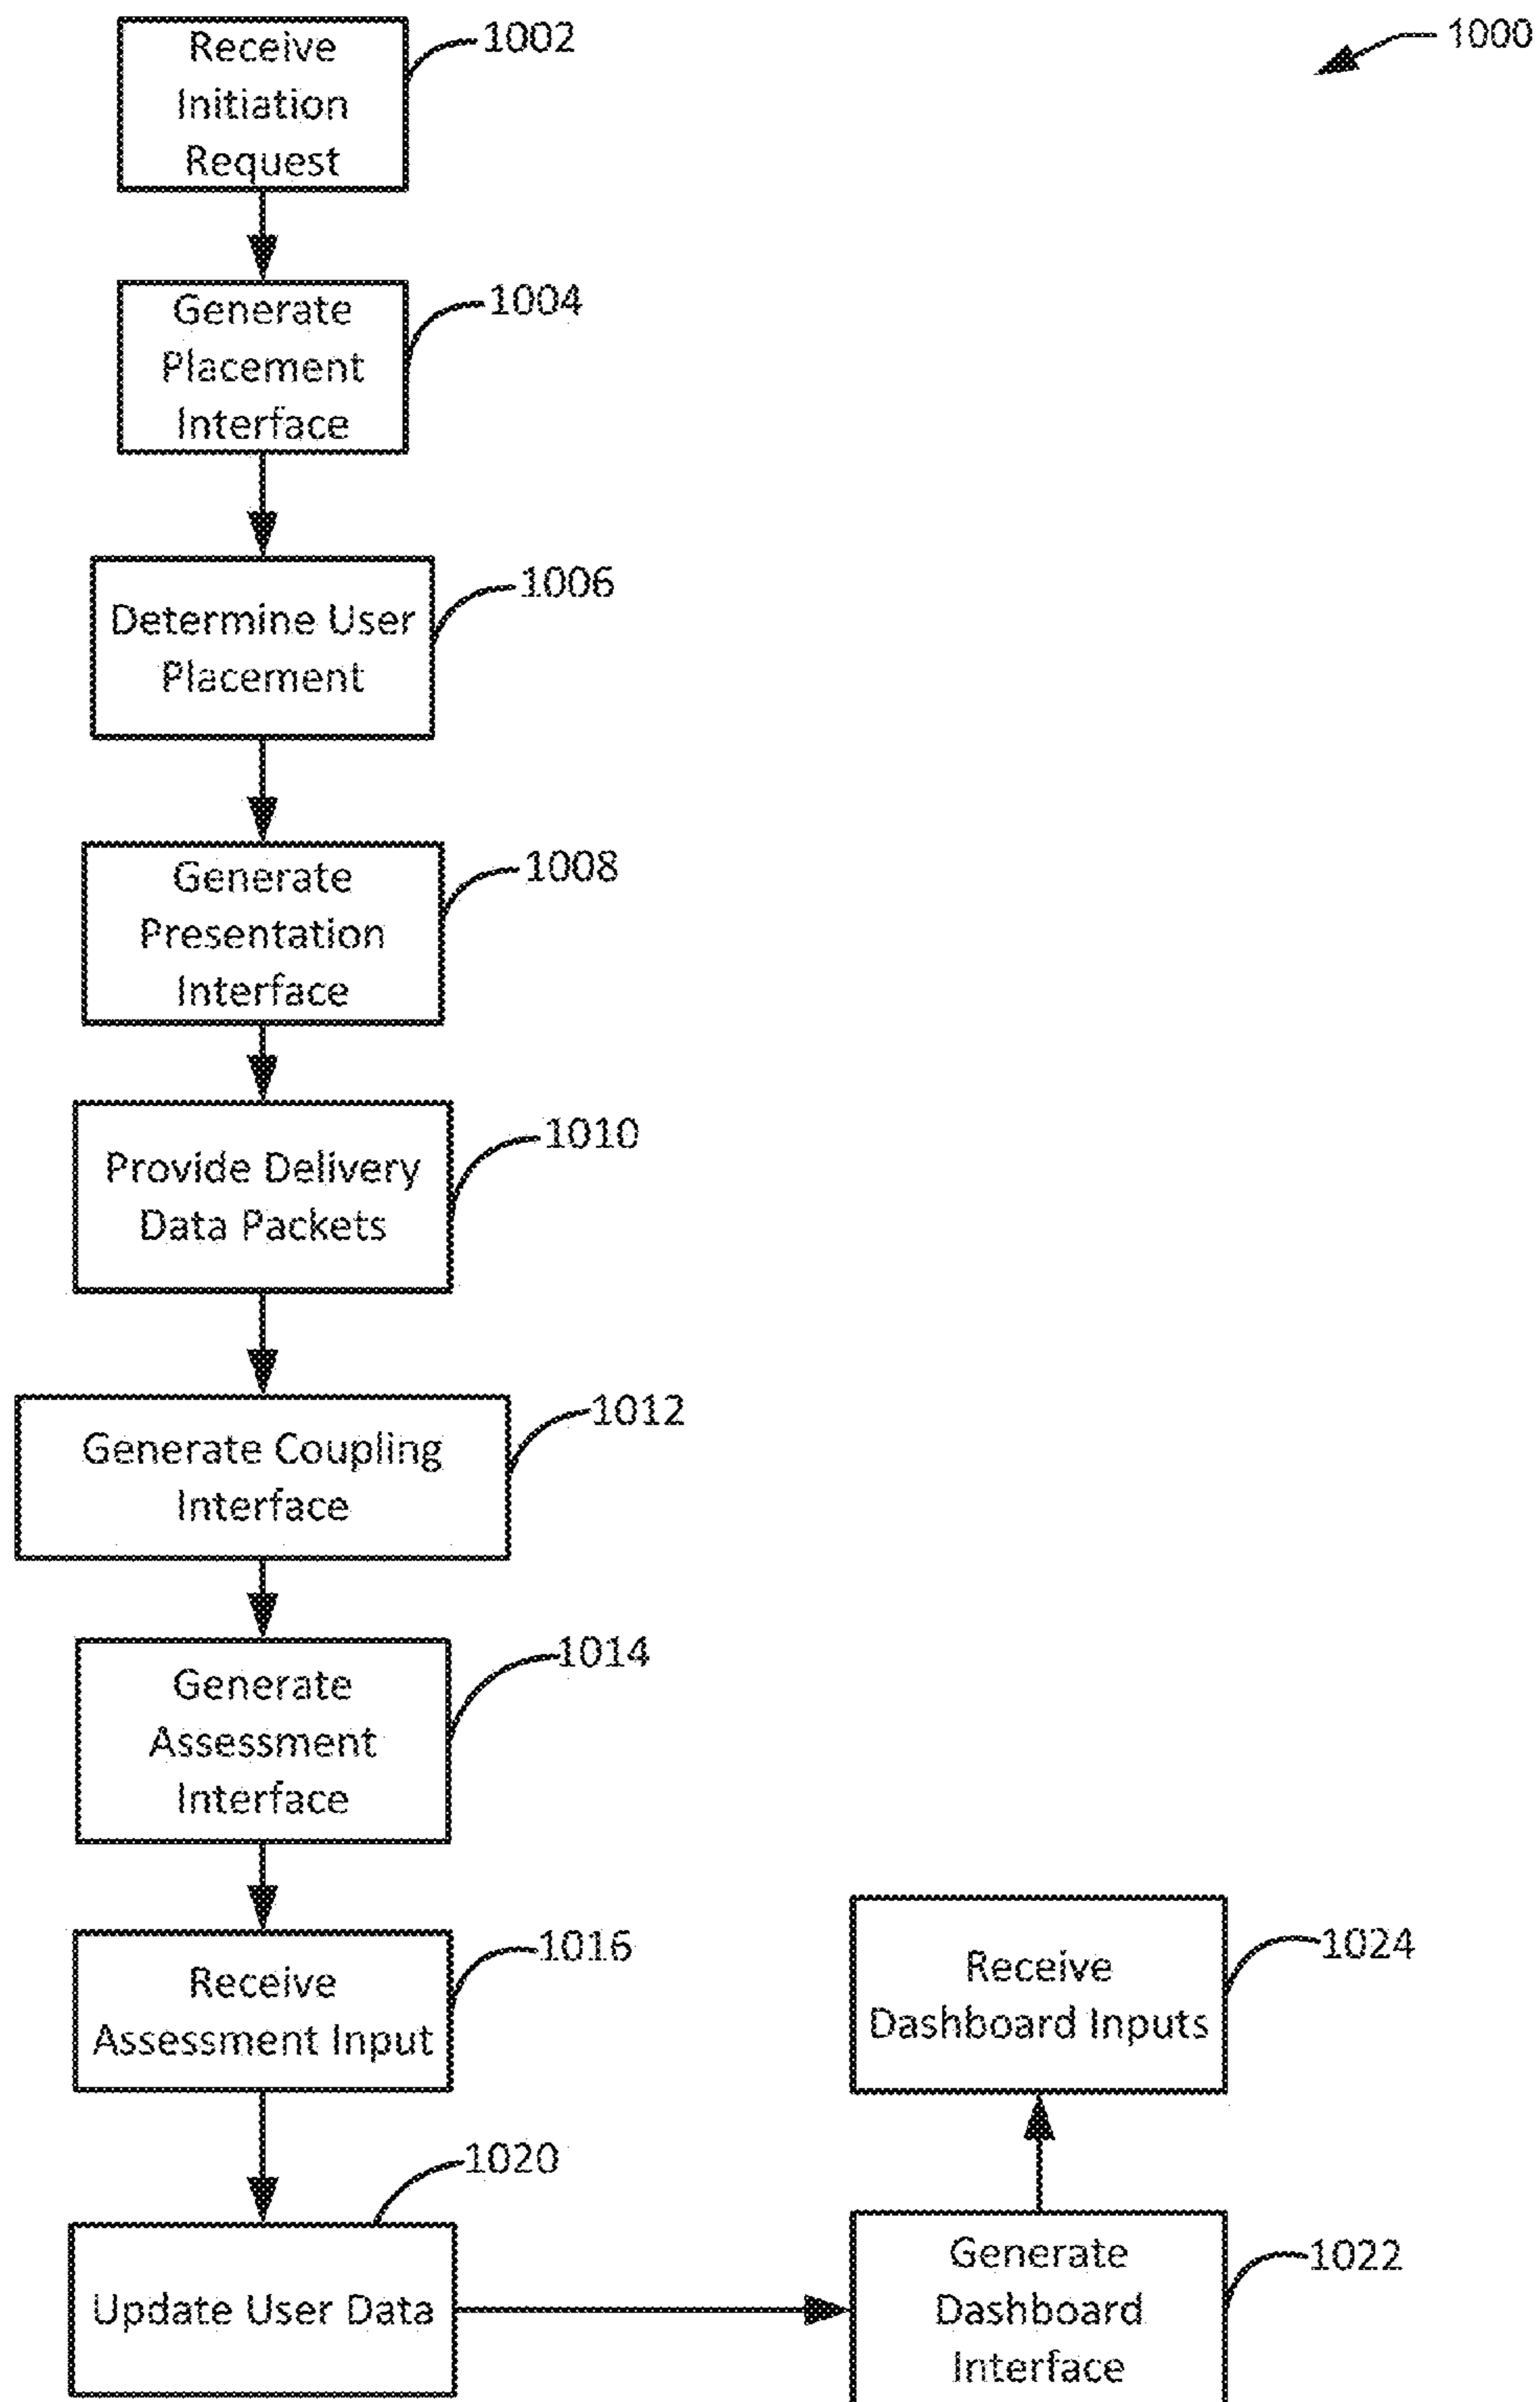 1000
Receive
Initiation
Request
1002
Generate
Placement
Interface
1004
Determine User
Placement
1006
Generate
Presentation
Interface
1008
Provide Delivery
Data Packets
1010
Generate Coupling
Interface
1012
Generate
Assessment
Interface
1014
Receive
Assessment Input
1016
Update User Data
1020
Generate
Dashboard
Interface
1022
Receive
Dashboard Inputs
1024